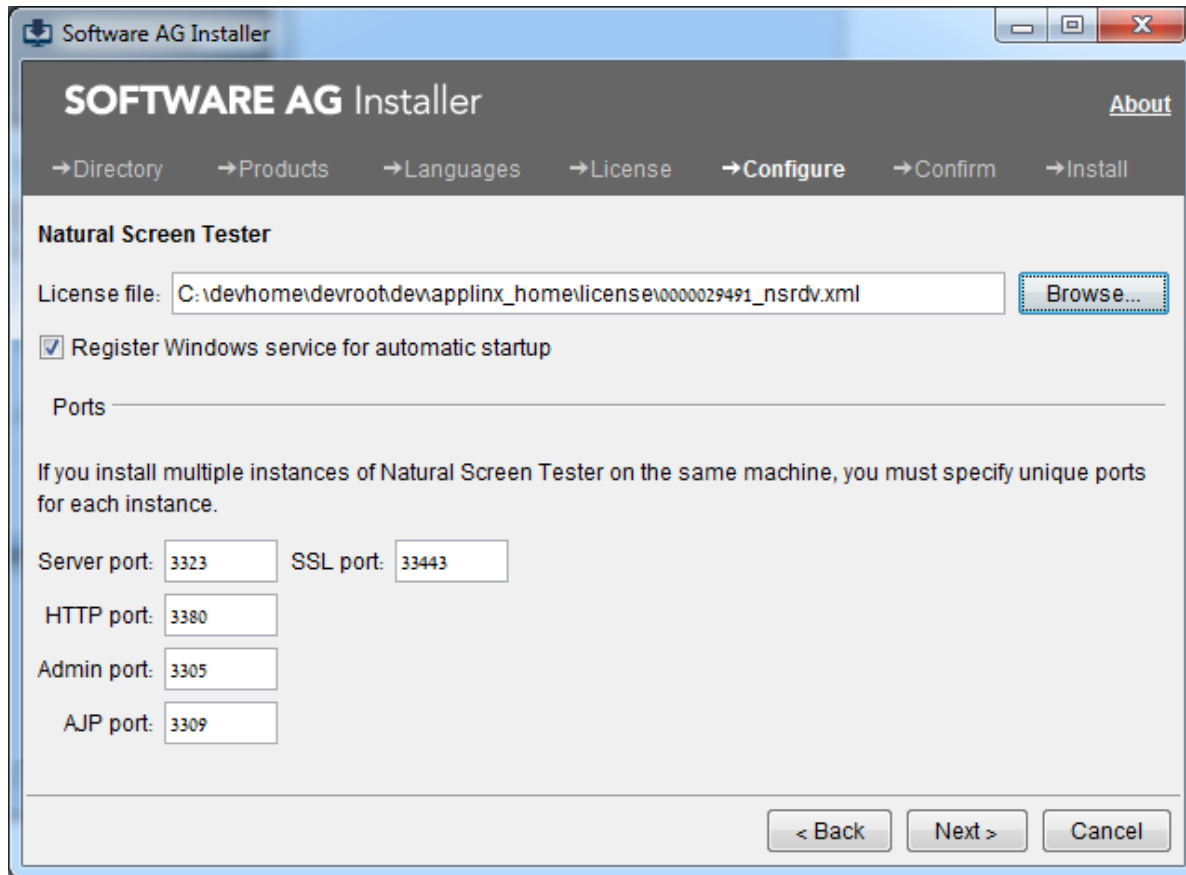 Software AG Installer
SOFTWARE AG Installer
About
→Directory →Products →Languages →License →Configure →Confirm →Install
Natural Screen Tester
License file: C:\devhome\devroot\dev\applinx_home\license\0000029491_nsrdv.xml Browse...
Register Windows service for automatic startup
Ports
If you install multiple instances of Natural Screen Tester on the same machine, you must specify unique ports
for each instance.
Server port: 3323 SSL port: 33443
HTTP port: 3380
Admin port: 3305
AJP port: 3309
< Back Next > Cancel